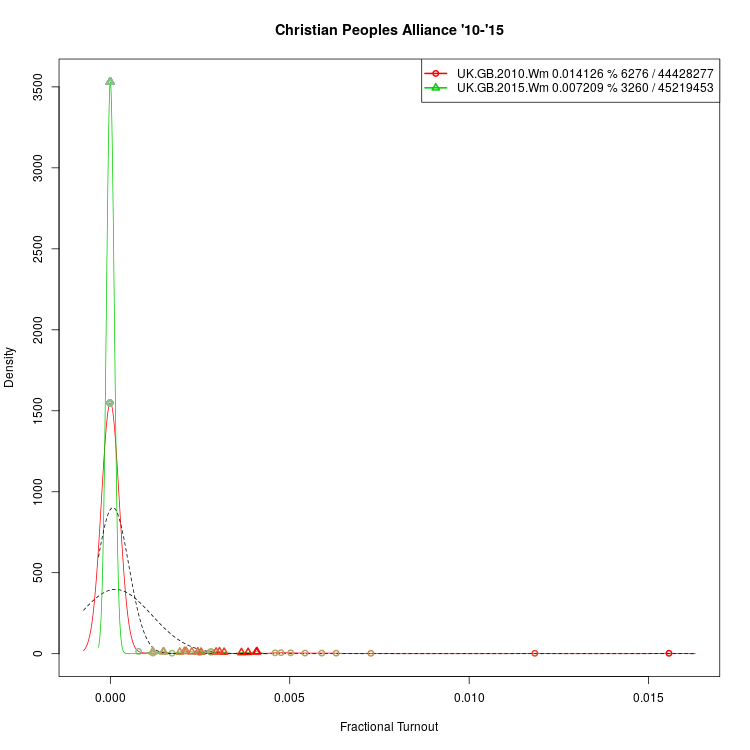 Christian Peoples Alliance '10-'15
UK.GB.2010.Wm 0.014126 % 6276 / 44428277
UK.GB.2015.Wm 0.007209 % 3260 / 45219453
3500
3000
2500
2000
1500
1000
500
0
Density
0.000 0.005 0.010 0.015
Fractional Turnout